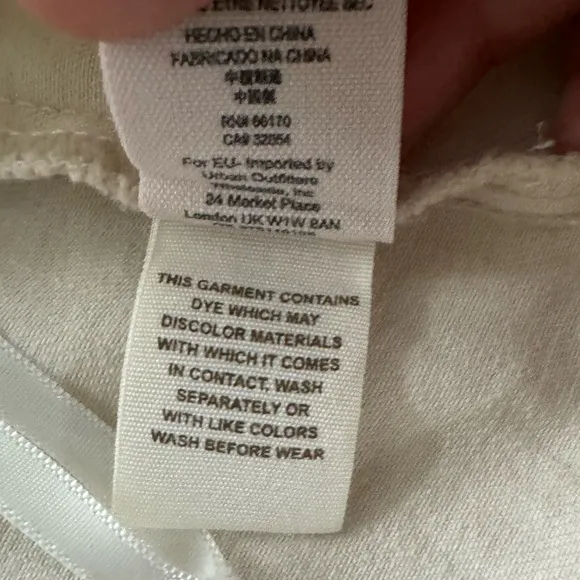 HECHO EN CHINA
FABRICADO NA CHINA
中國製造
中国製
RN# 66170
CA# 32054
For EU- Imported by
Urban Outfitters
Wholesale, Inc
24 Market Place
London UK W1W 8AN
THIS GARMENT CONTAINS
DYE WHICH MAY
DISCOLOR MATERIALS
WITH WHICH IT COMES
IN CONTACT. WASH
SEPARATELY OR
WITH LIKE COLORS
WASH BEFORE WEAR